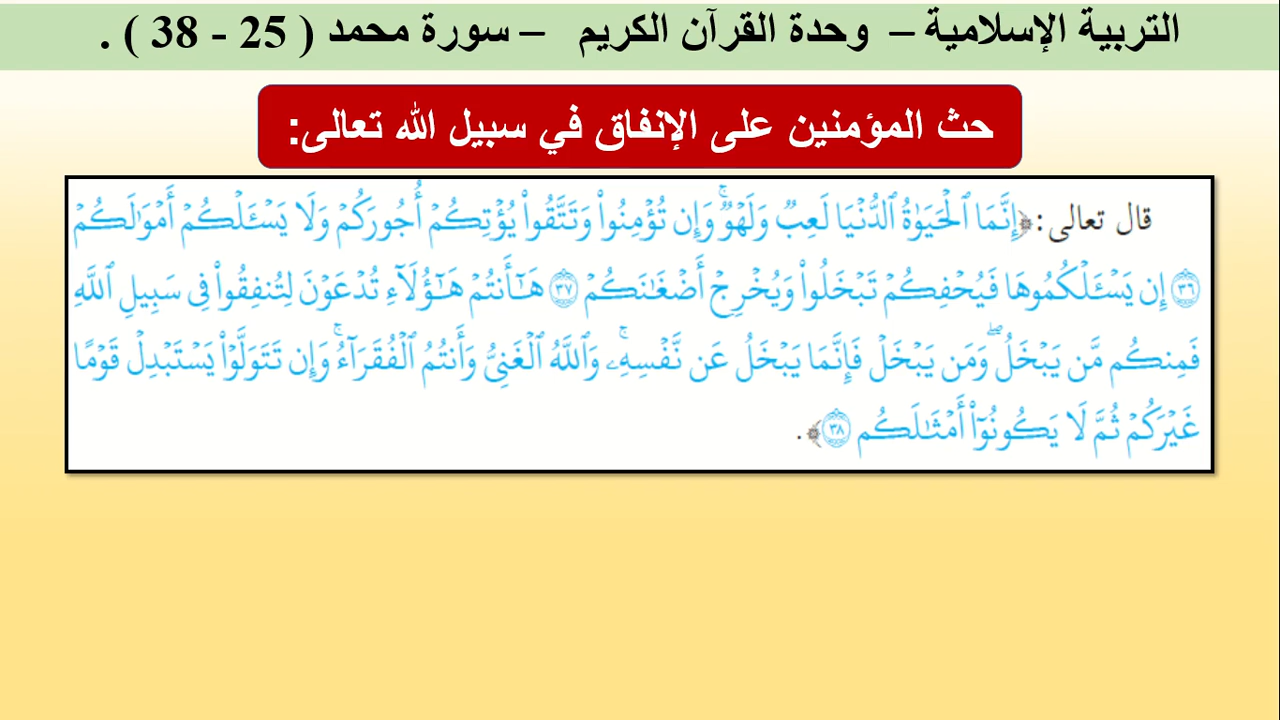 التربية الإسلامية – وحدة القرآن الكريم – سورة محمد ( 25 - 38 ) .
حث المؤمنين على الإنفاق في سبيل الله تعالى:
قال تعالى: ﴿إِنَّمَا ٱلْحَيَوٰةُ ٱلدُّنْيَا لَعِبٌ وَلَهْوٌ ۚ وَإِن تُؤْمِنُوا۟ وَتَتَّقُوا۟ يُؤْتِكُمْ أُجُورَكُمْ وَلَا يَسْـَٔلْكُمْ أَمْوَٰلَكُمْ
٣٦ إِن يَسْـَٔلْكُمُوهَا فَيُحْفِكُمْ تَبْخَلُوا۟ وَيُخْرِجْ أَضْغَـٰنَكُمْ ٣٧ هَـٰٓأَنتُمْ هَـٰٓؤُلَآءِ تُدْعَوْنَ لِتُنفِقُوا۟ فِى سَبِيلِ ٱللَّهِ
فَمِنكُم مَّن يَبْخَلُ ۖ وَمَن يَبْخَلْ فَإِنَّمَا يَبْخَلُ عَن نَّفْسِهِۦ ۚ وَٱللَّهُ ٱلْغَنِىُّ وَأَنتُمُ ٱلْفُقَرَآءُ ۚ وَإِن تَتَوَلَّوْا۟ يَسْتَبْدِلْ قَوْمًا
غَيْرَكُمْ ثُمَّ لَا يَكُونُوٓا۟ أَمْثَـٰلَكُم ٣٨﴾.